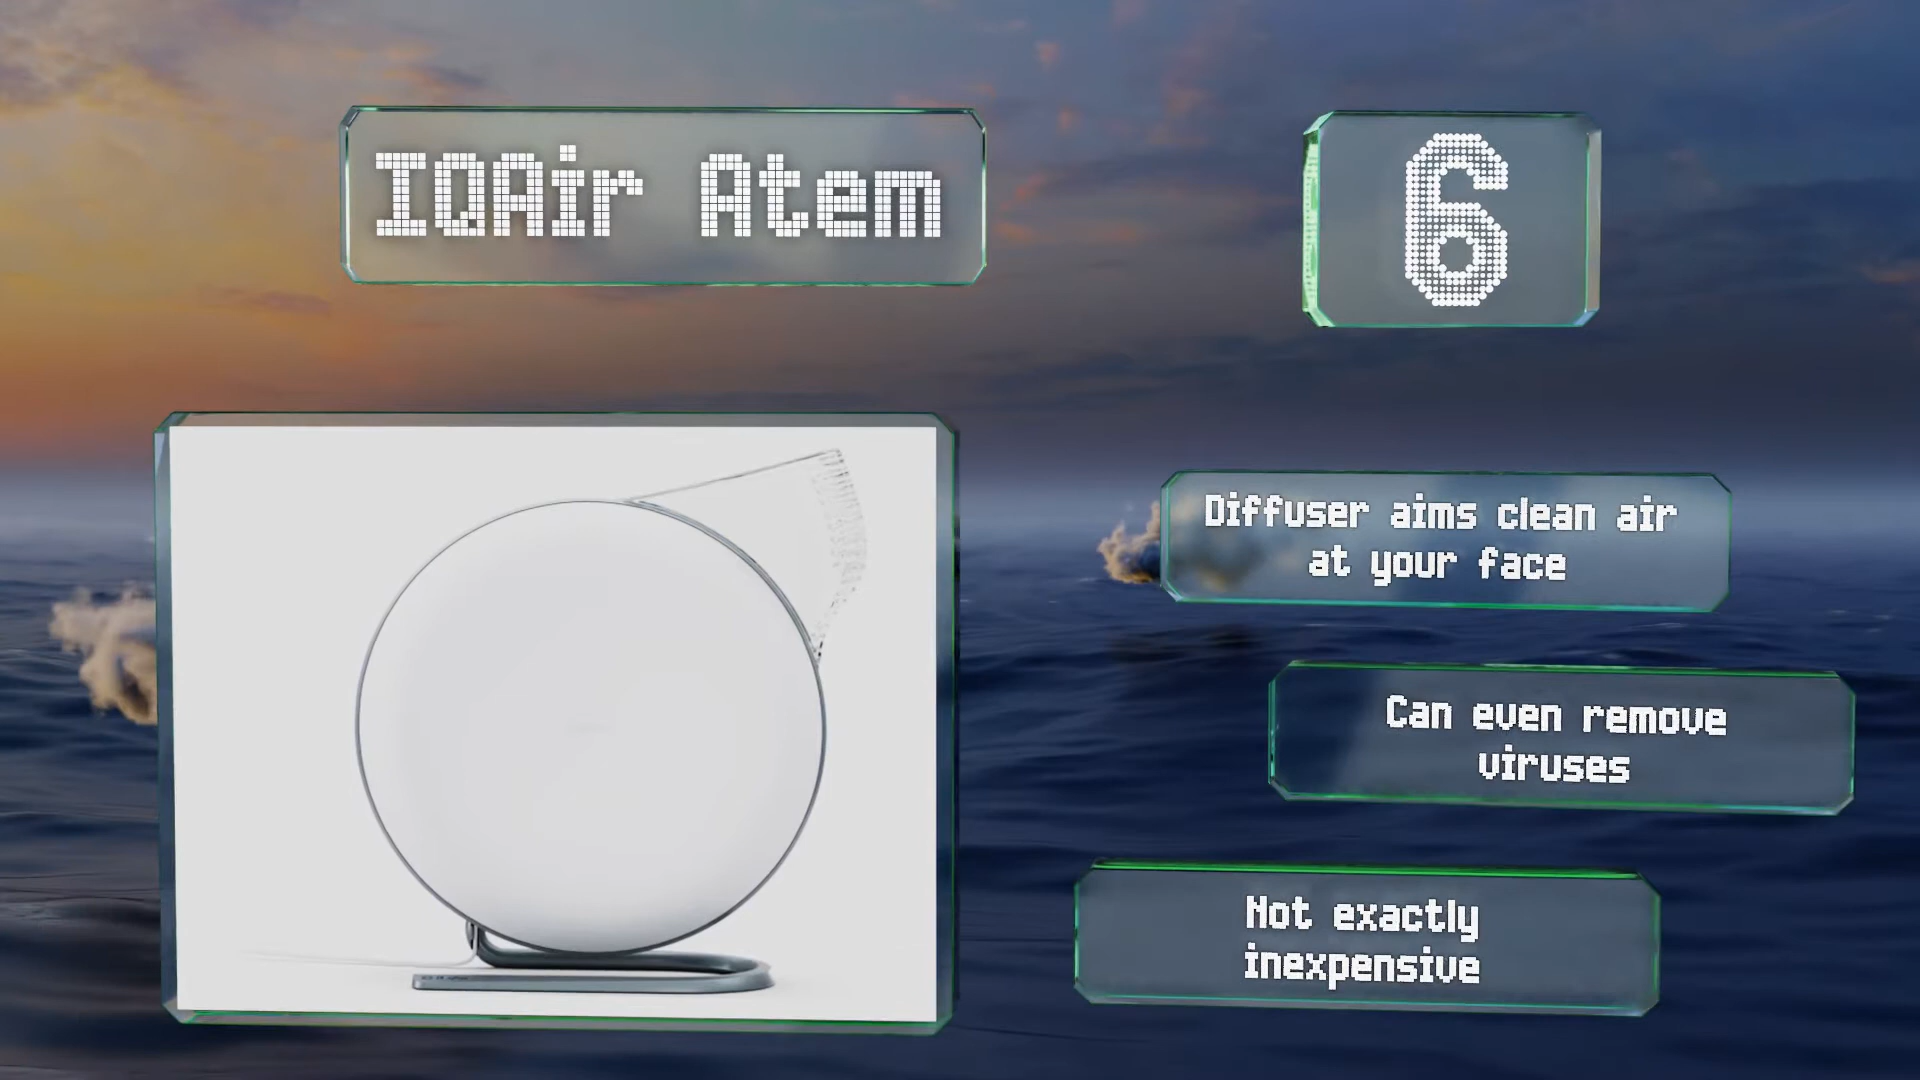 IQAir Atem
6
Diffuser aims clean air
at your face
Can even remove
viruses
Not exactly
inexpensive